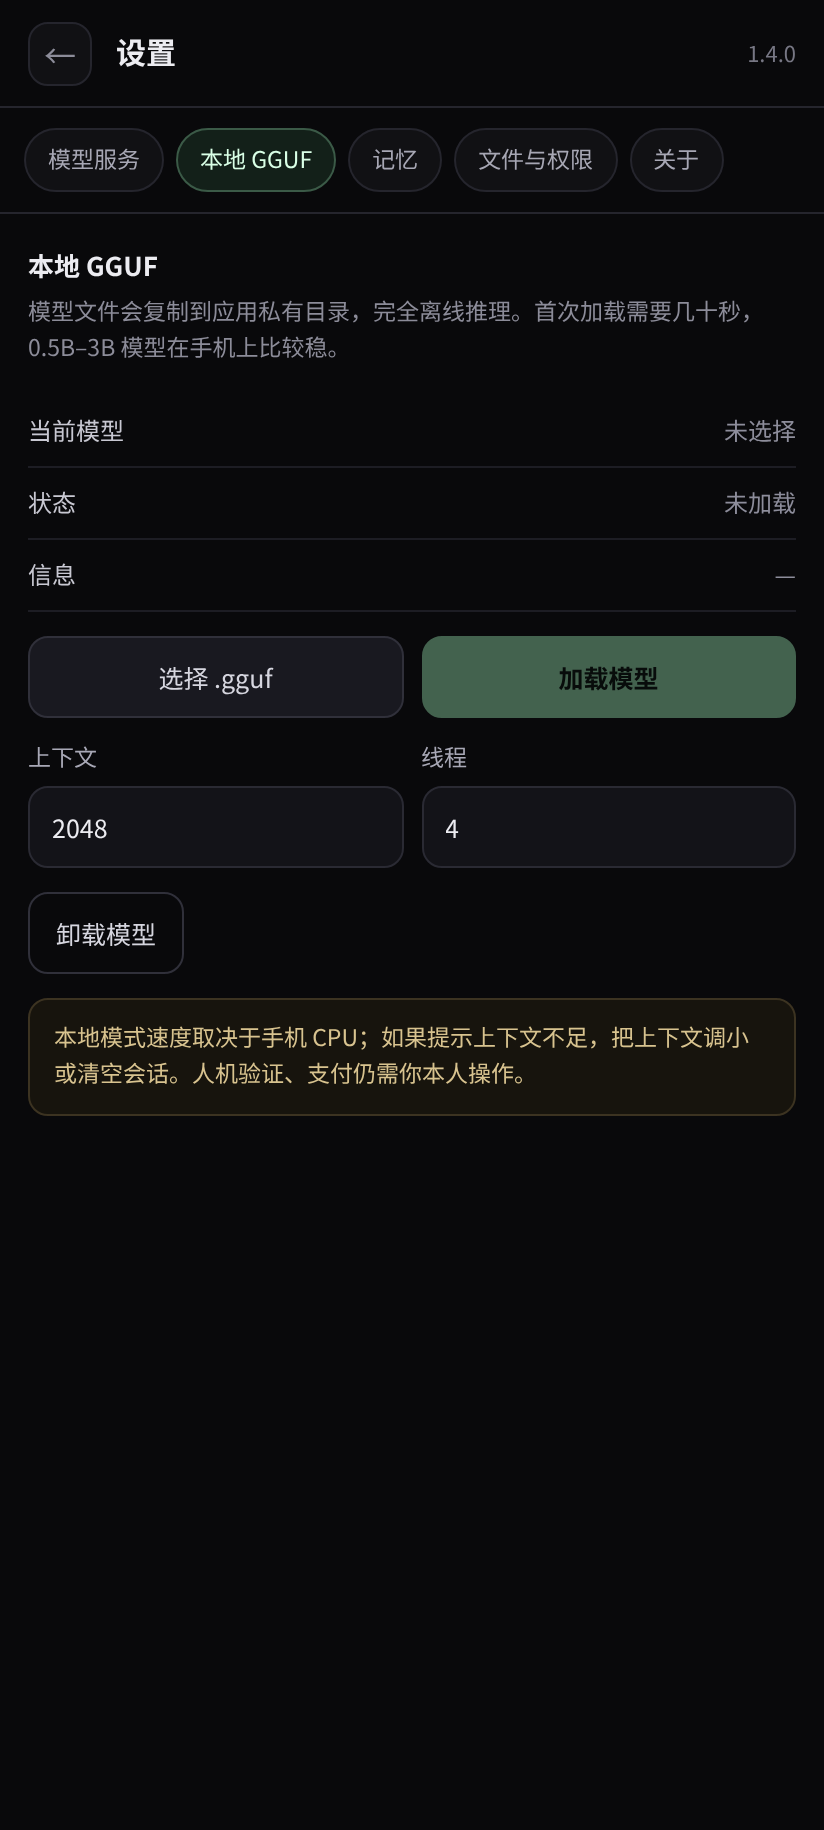 ←
设置
1.4.0
模型服务
本地 GGUF
记忆
文件与权限
关于
本地 GGUF
模型文件会复制到应用私有目录，完全离线推理。首次加载需要几十秒，
0.5B–3B 模型在手机上比较稳。
当前模型
未选择
状态
未加载
信息
—
选择 .gguf
加载模型
上下文
线程
2048
4
卸载模型
本地模式速度取决于手机 CPU；如果提示上下文不足，把上下文调小
或清空会话。人机验证、支付仍需你本人操作。